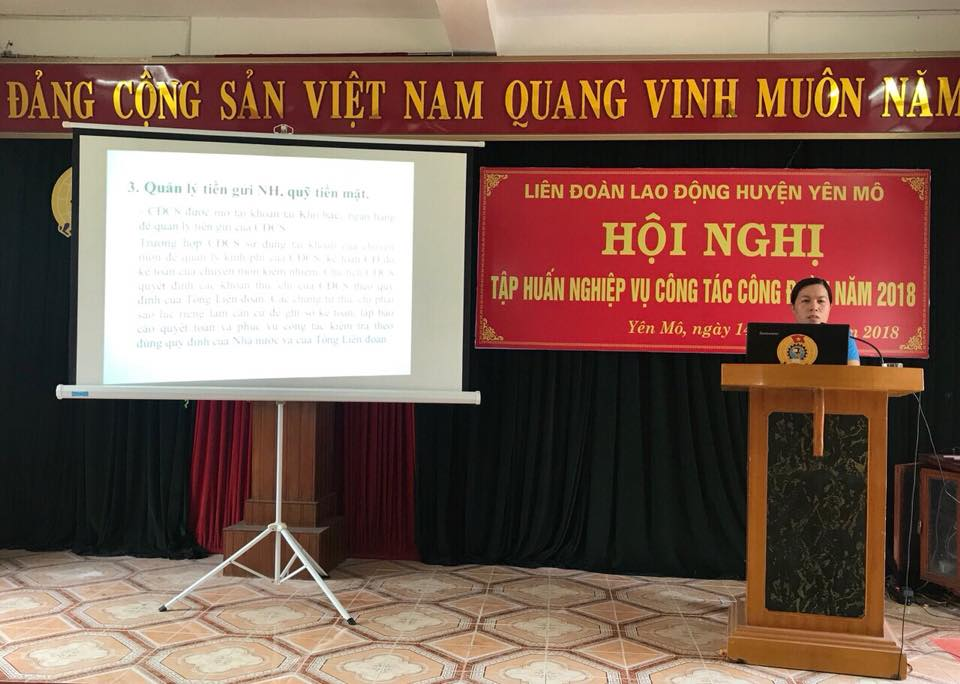 ĐẢNG CỘNG SẢN VIỆT NAM QUANG VINH MUÔN NĂM
3. Quản lý tiền gửi NH, quỹ tiền mặt.
- CĐCS được mở tài khoản tại Kho bạc, ngân hàng
để quản lý tiền gửi của CĐCS.
Trường hợp CĐCS sử dụng tài khoản của chuyên
môn để quản lý kinh phí của CĐCS, kế toán CĐ do
kế toán của chuyên môn kiêm nhiệm. Chủ tịch CĐCS
quyết định các khoản thu, chi của CĐCS theo quy
định của Tổng Liên đoàn. Các chứng từ thu, chi phải
sao lục riêng làm căn cứ để ghi sổ kế toán, lập báo
cáo quyết toán và phục vụ công tác kiểm tra theo
đúng quy định của Nhà nước và của Tổng Liên đoàn.
LIÊN ĐOÀN LAO ĐỘNG HUYỆN YÊN MÔ
HỘI NGHỊ
TẬP HUẤN NGHIỆP VỤ CÔNG TÁC CÔNG NĂM 2018
Yên Mô, ngày 2018